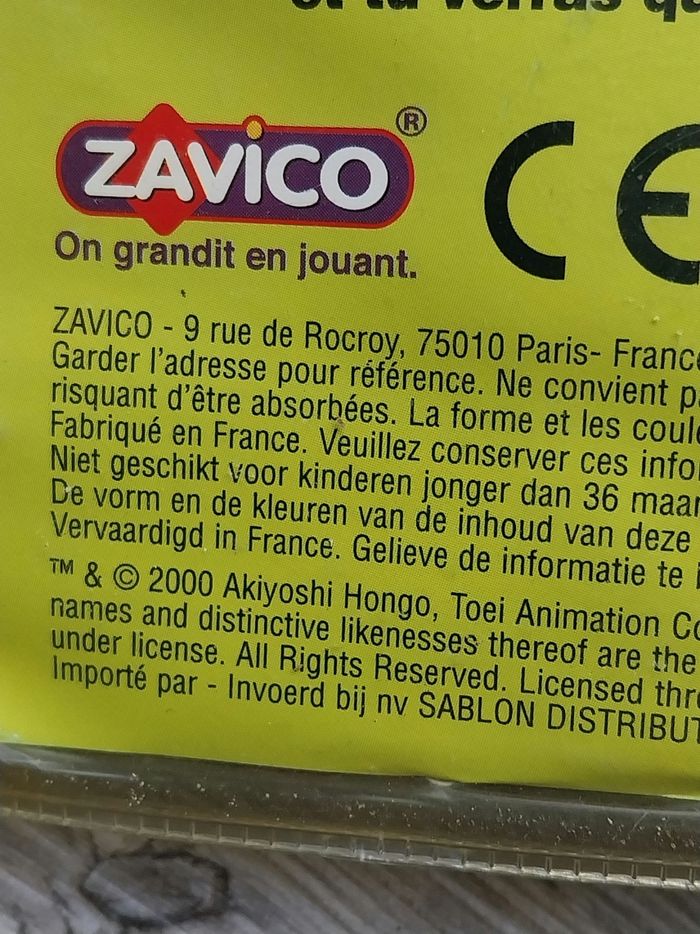 ZAVICO®
CE
On grandit en jouant.
ZAVICO - 9 rue de Rocroy, 75010 Paris- France
Garder l'adresse pour référence. Ne convient
risquant d'être absorbées. La forme et les
Fabriqué en France. Veuillez conserver ces
Niet geschikt voor kinderen jonger dan 36
De vorm en de kleuren van de inhoud van deze
Vervaardigd in France. Gelieve de informatie te
™ & © 2000 Akiyoshi Hongo, Toei Animation
names and distinctive likenesses thereof are the
under license. All Rights Reserved. Licensed
Importé par - Invoerd bij nv SABLON